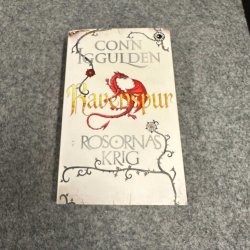 CONN
IGGULDEN
Ravenspur
ROSORNAS
KRIG